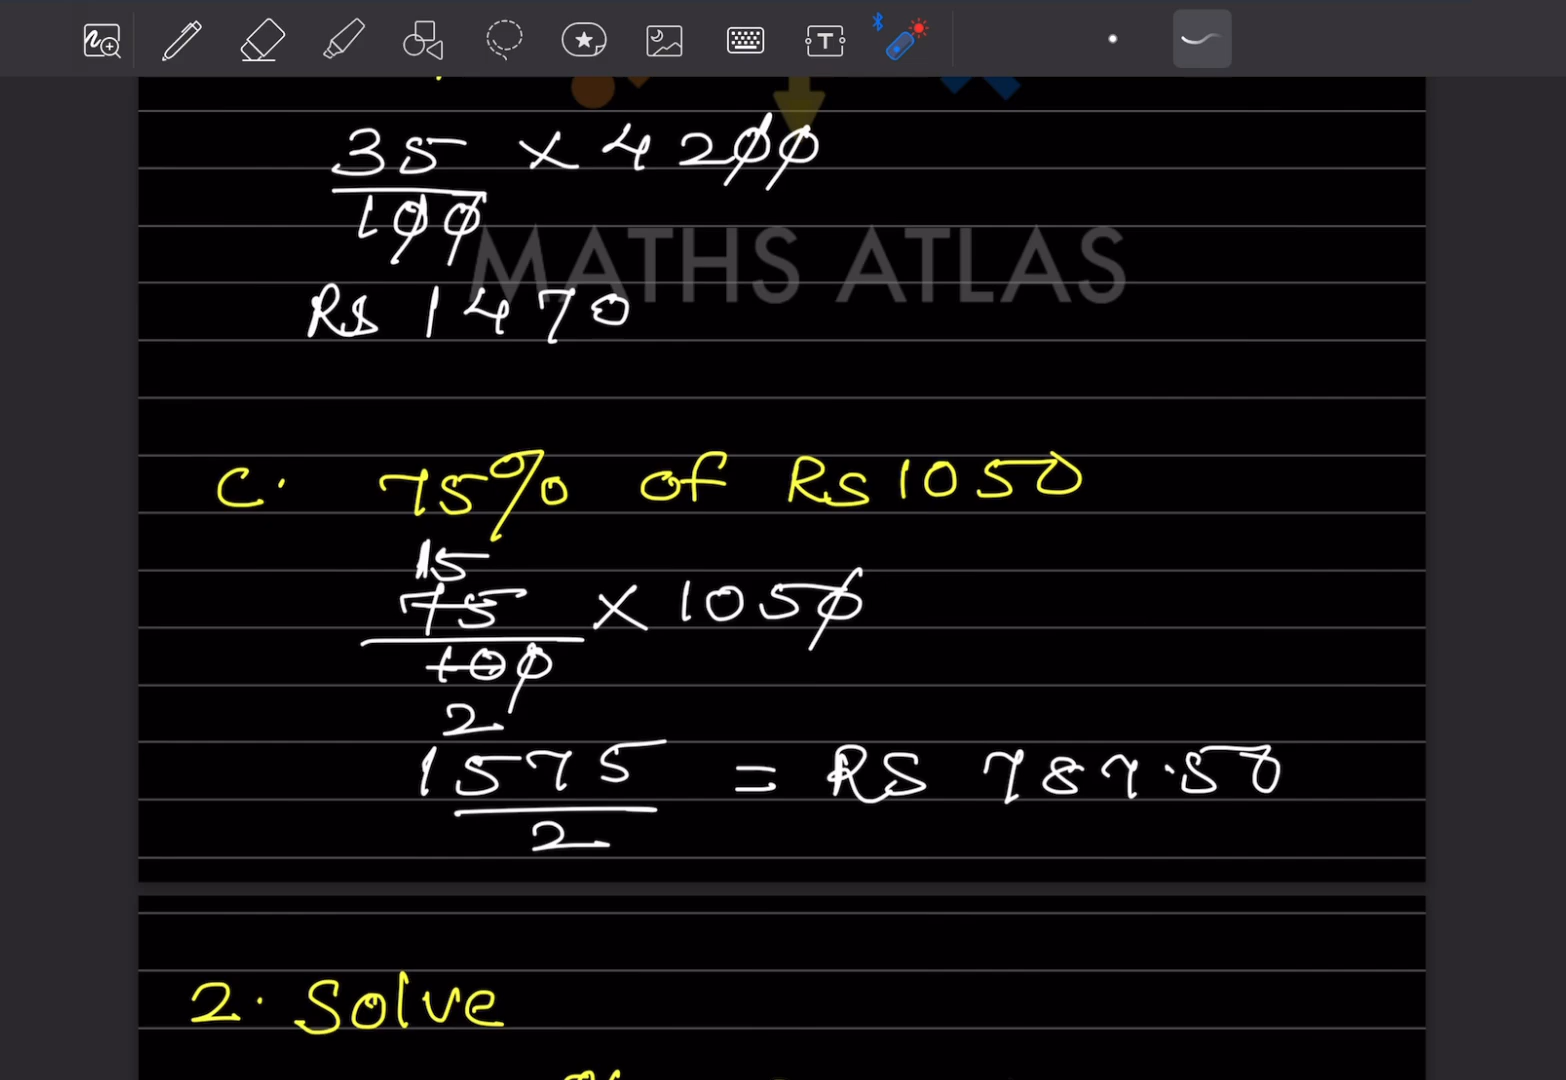 35 × 4200
100
MATHS ATLAS
Rs 1470
C. 75% of Rs 1050
15
75 × 1050
100
2
1575 = Rs 787.50
2
2. Solve